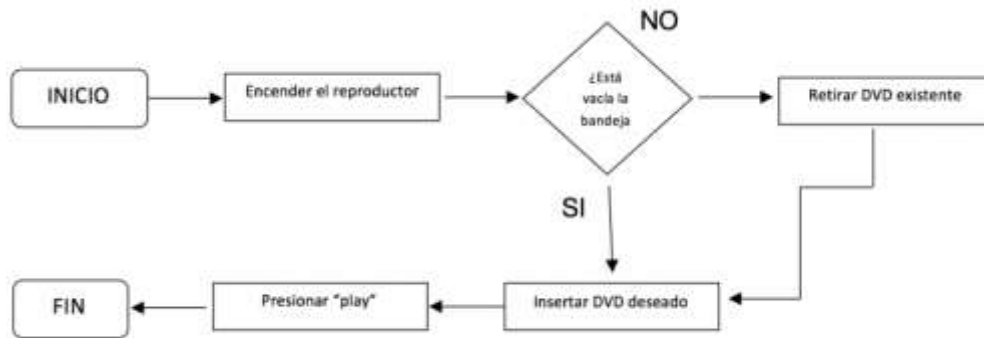 NO
INICIO
Encender el reproductor
¿Está
vacía la
bandeja
Retirar DVD existente
SI
FIN
Presionar "play"
Insertar DVD deseado